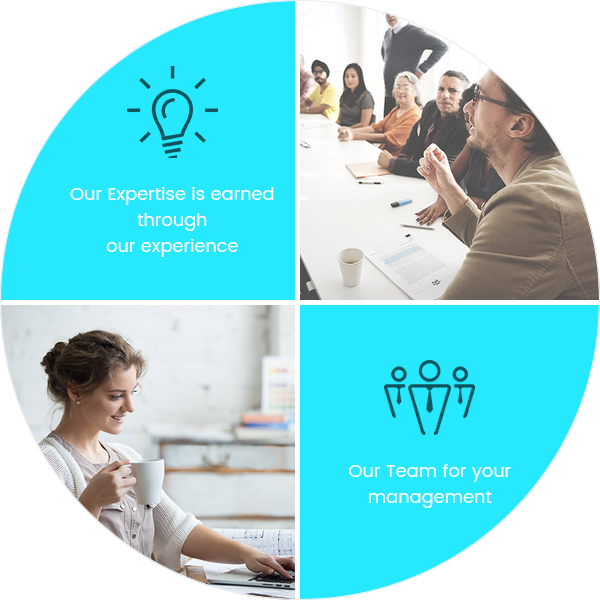 Our Expertise is earned
through
our experience
Our Team for your
management